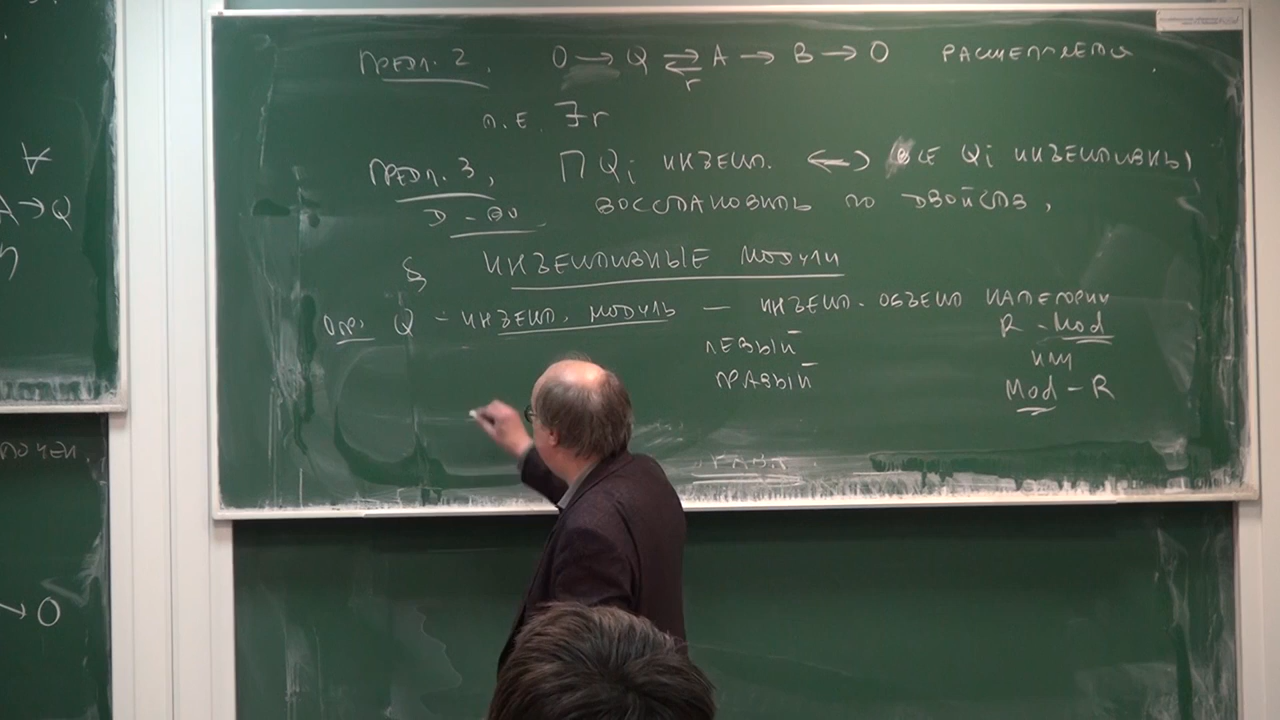 ∀
A → Q
→ 0
Предл. 2. 0 → Q ⇄ A → B → 0 расщепляется.
r
т.е. ∃ r
Предл. 3. ∏ Qi инъект. ↔ все Qi инъективны
Д-во восстановить по двойств.
§ Инъективные модули
Опр. Q - инъект. модуль — инъект. объект категории
левый R-Mod
или
правый Mod-R